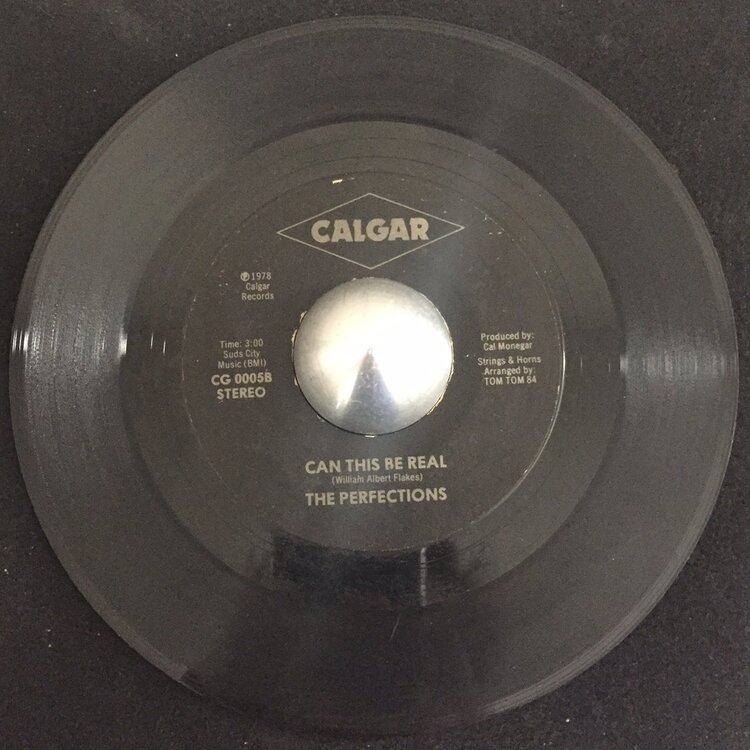 CALGAR
℗1978
Calgar
Records
Time: 3:00
Suds City
Music (BMI)
CG 0005B
STEREO
Produced by:
Cal Monegar
Strings & Horns
Arranged by:
TOM TOM 84
CAN THIS BE REAL
(William Albert Flakes)
THE PERFECTIONS